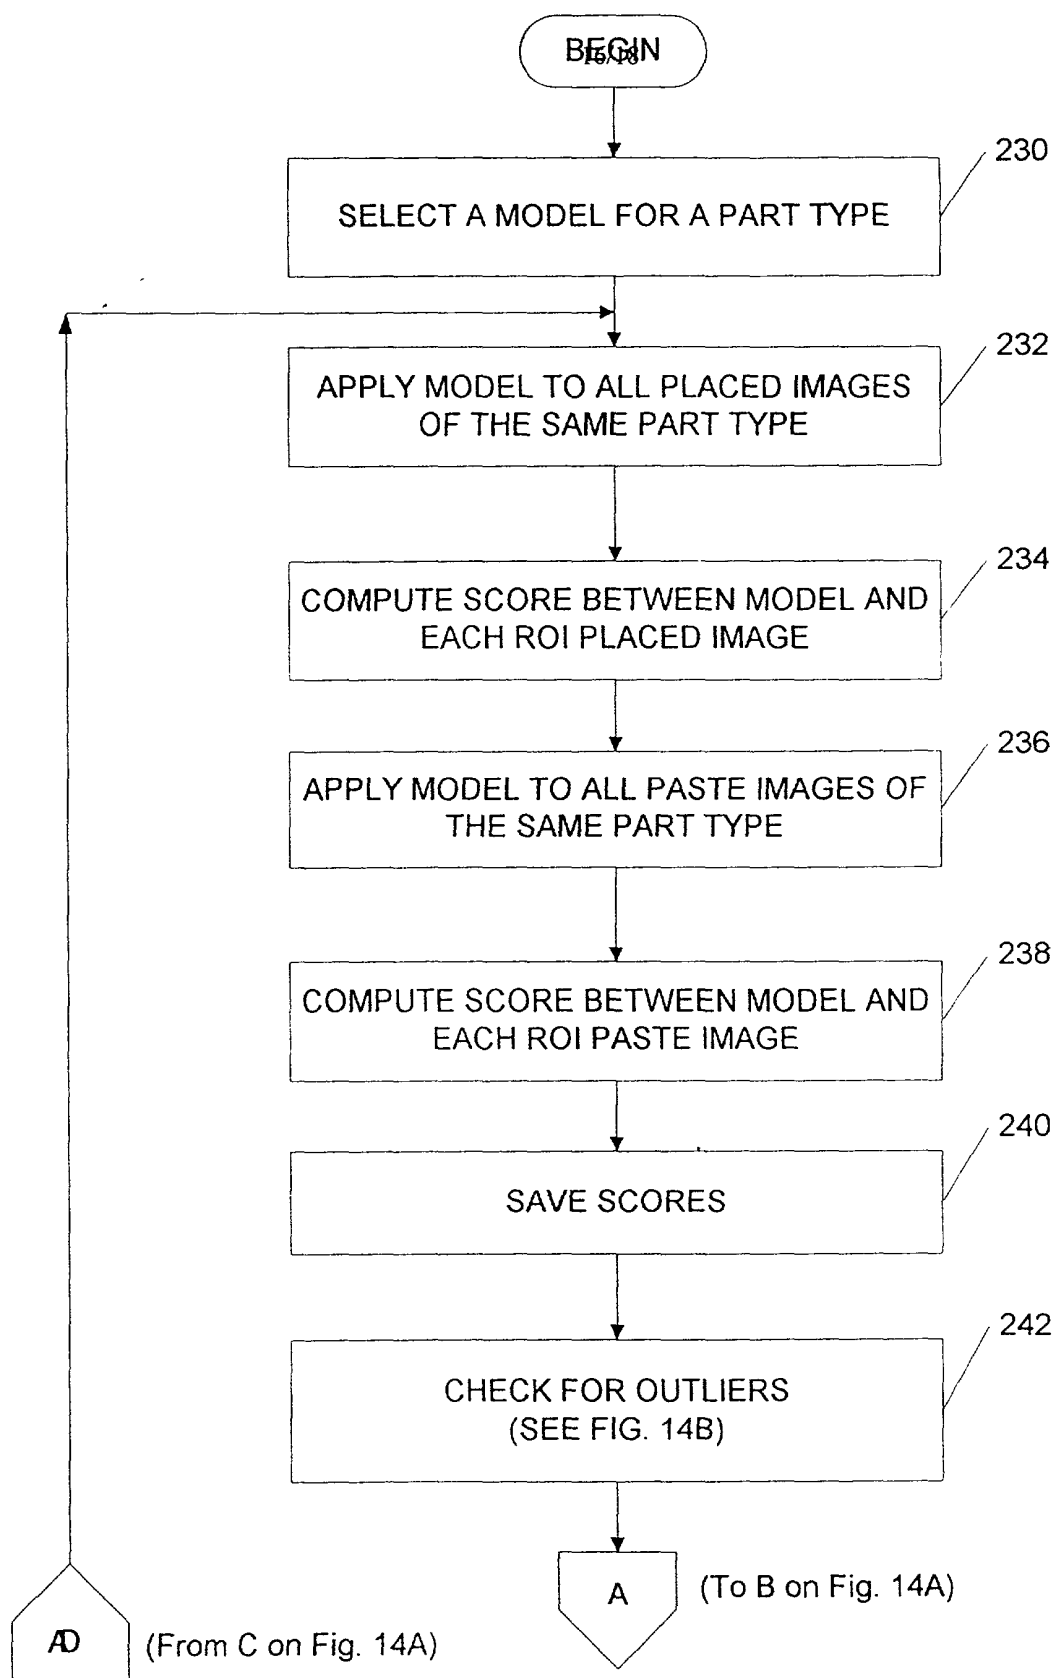 BEGIN
15/18
230
SELECT A MODEL FOR A PART TYPE
232
APPLY MODEL TO ALL PLACED IMAGES
OF THE SAME PART TYPE
234
COMPUTE SCORE BETWEEN MODEL AND
EACH ROI PLACED IMAGE
236
APPLY MODEL TO ALL PASTE IMAGES OF
THE SAME PART TYPE
238
COMPUTE SCORE BETWEEN MODEL AND
EACH ROI PASTE IMAGE
240
SAVE SCORES
242
CHECK FOR OUTLIERS
(SEE FIG. 14B)
A
(To B on Fig. 14A)
(From C on Fig. 14A)